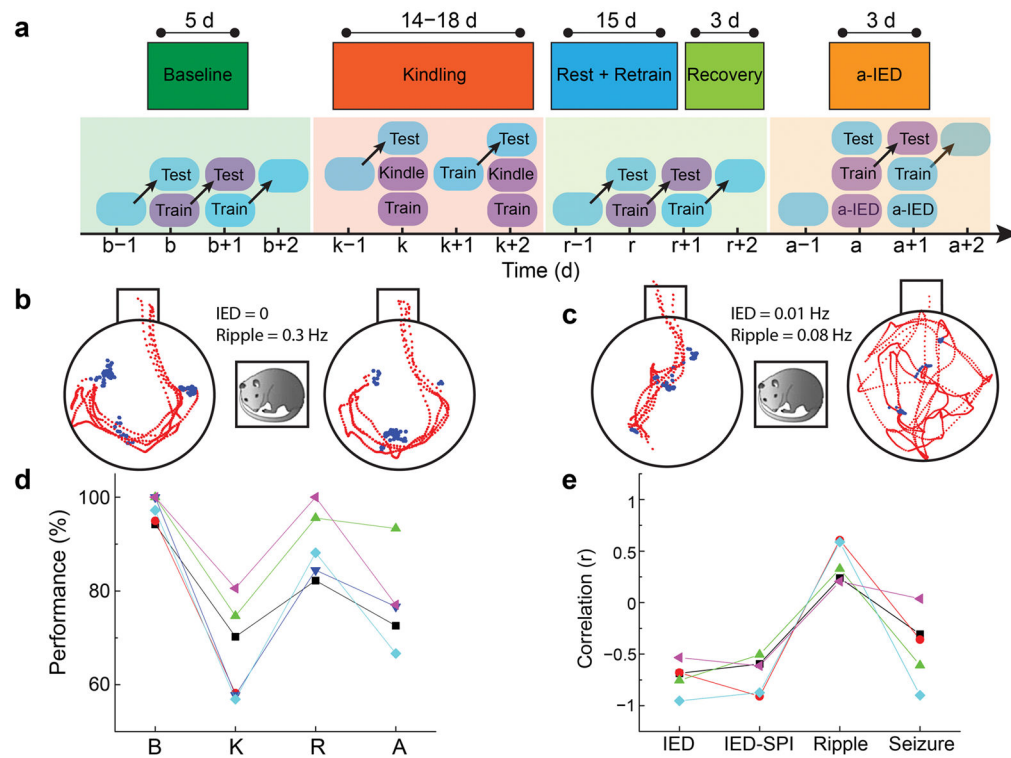 a
5 d
14–18 d
15 d
3 d
3 d
Baseline
Kindling
Rest + Retrain
Recovery
a-IED
Test
Test
Test
Test
Test
Test
Test
Test
Kindle
Train
Kindle
Train
Train
Train
Train
Train
Train
Train
Train
a-IED
a-IED
b−1
b
b+1
b+2
k−1
k
k+1
k+2
r−1
r
r+1
r+2
a−1
a
a+1
a+2
Time (d)
b
IED = 0
Ripple = 0.3 Hz
c
IED = 0.01 Hz
Ripple = 0.08 Hz
d
Performance (%)
100
80
60
B
K
R
A
e
Correlation (r)
1
0.5
0
−0.5
−1
IED
IED-SPI
Ripple
Seizure